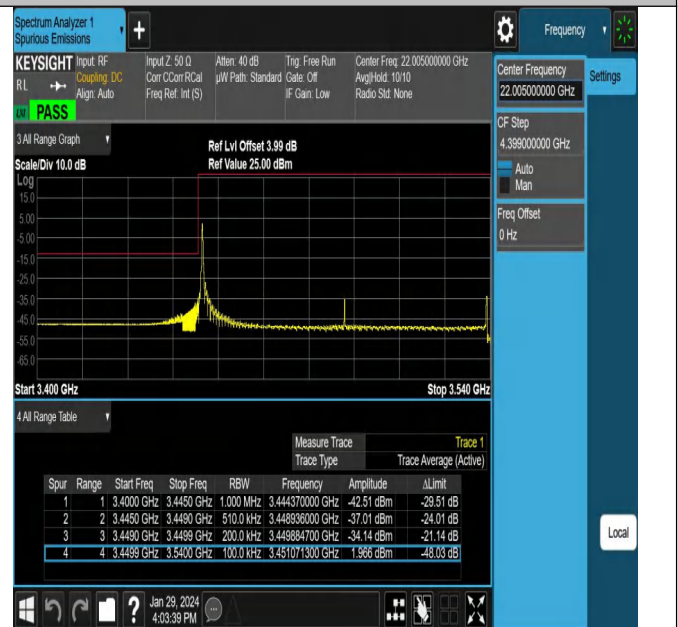 Spectrum Analyzer 1
Spurious Emissions
Frequency
KEYSIGHT Input: RF Input Z: 50 Ω Atten: 40 dB Trig: Free Run Center Freq: 22.005000000 GHz
RL Coupling: DC Corr CCorr RCal µW Path: Standard Gate: Off Avg|Hold: 10/10
Align: Auto Freq Ref: Int (S) IF Gain: Low Radio Std: None
PASS
Center Frequency
22.005000000 GHz
Settings
CF Step
4.399000000 GHz
Auto
Man
Freq Offset
0 Hz
3 All Range Graph
Ref Lvl Offset 3.99 dB
Scale/Div 10.0 dB Ref Value 25.00 dBm
Log
15.0
5.00
-5.00
-15.0
-25.0
-35.0
-45.0
-55.0
-65.0
Start 3.400 GHz Stop 3.540 GHz
4 All Range Table
Measure Trace Trace 1
Trace Type Trace Average (Active)
Spur Range Start Freq Stop Freq RBW Frequency Amplitude ΔLimit
1 1 3.4000 GHz 3.4450 GHz 1.000 MHz 3.444370000 GHz -42.51 dBm -29.51 dB
2 2 3.4450 GHz 3.4490 GHz 510.0 kHz 3.448936000 GHz -37.01 dBm -24.01 dB
3 3 3.4490 GHz 3.4499 GHz 200.0 kHz 3.449884700 GHz -34.14 dBm -21.14 dB
4 4 3.4499 GHz 3.5400 GHz 100.0 kHz 3.451071300 GHz 1.966 dBm -48.03 dB
Local
Jan 29, 2024
4:03:39 PM